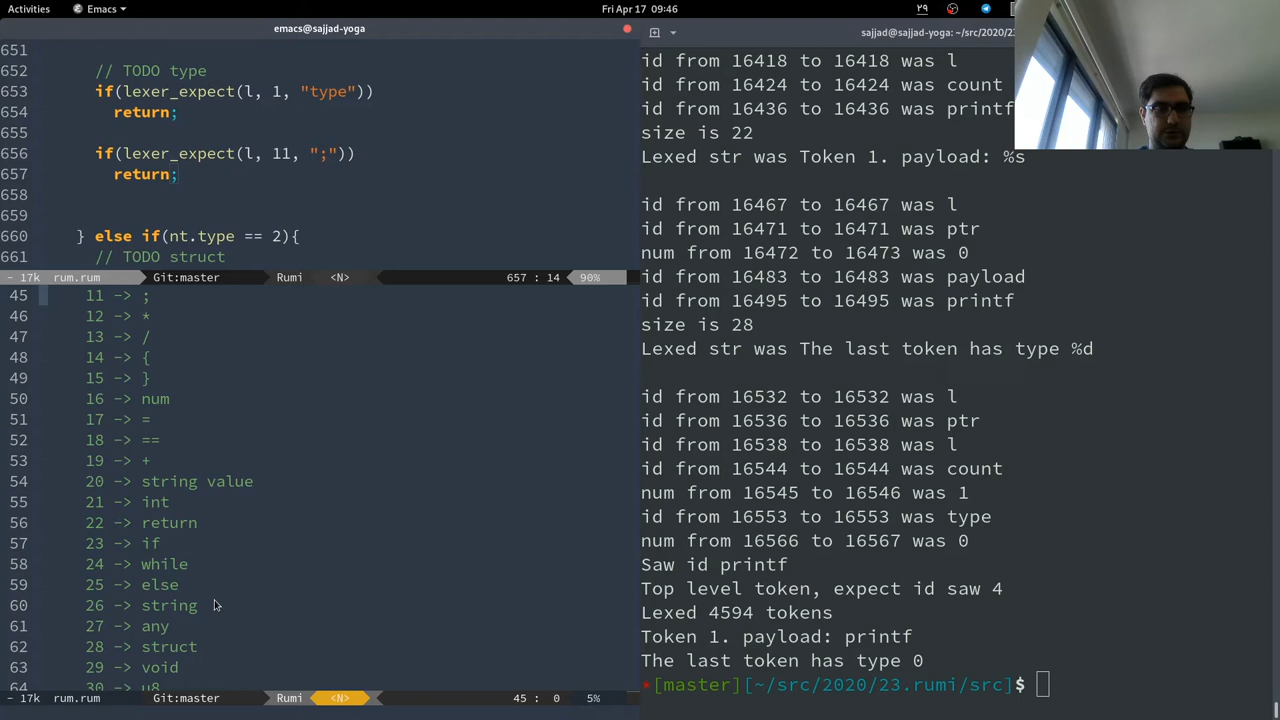 Activities
Emacs
Fri Apr 17 09:46
۲۹
emacs@sajjad-yoga
651
652 // TODO type
653 if(lexer_expect(l, 1, "type"))
654 return;
655
656 if(lexer_expect(l, 11, ";"))
657 return;
658
659
660 } else if(nt.type == 2){
661 // TODO struct
- 17k rum.rum Git:master Rumi <N> 657 : 14 90%
45 11 -> ;
46 12 -> *
47 13 -> /
48 14 -> {
49 15 -> }
50 16 -> num
51 17 -> =
52 18 -> ==
53 19 -> +
54 20 -> string value
55 21 -> int
56 22 -> return
57 23 -> if
58 24 -> while
59 25 -> else
60 26 -> string
61 27 -> any
62 28 -> struct
63 29 -> void
64 30 -> u8
- 17k rum.rum Git:master Rumi <N> 45 : 0 5%
sajjad@sajjad-yoga: ~/src/2020/23
id from 16418 to 16418 was l
id from 16424 to 16424 was count
id from 16436 to 16436 was printf
size is 22
Lexed str was Token 1. payload: %s
id from 16467 to 16467 was l
id from 16471 to 16471 was ptr
num from 16472 to 16473 was 0
id from 16483 to 16483 was payload
id from 16495 to 16495 was printf
size is 28
Lexed str was The last token has type %d
id from 16532 to 16532 was l
id from 16536 to 16536 was ptr
id from 16538 to 16538 was l
id from 16544 to 16544 was count
num from 16545 to 16546 was 1
id from 16553 to 16553 was type
num from 16566 to 16567 was 0
Saw id printf
Top level token, expect id saw 4
Lexed 4594 tokens
Token 1. payload: printf
The last token has type 0
*[master][~/src/2020/23.rumi/src]$